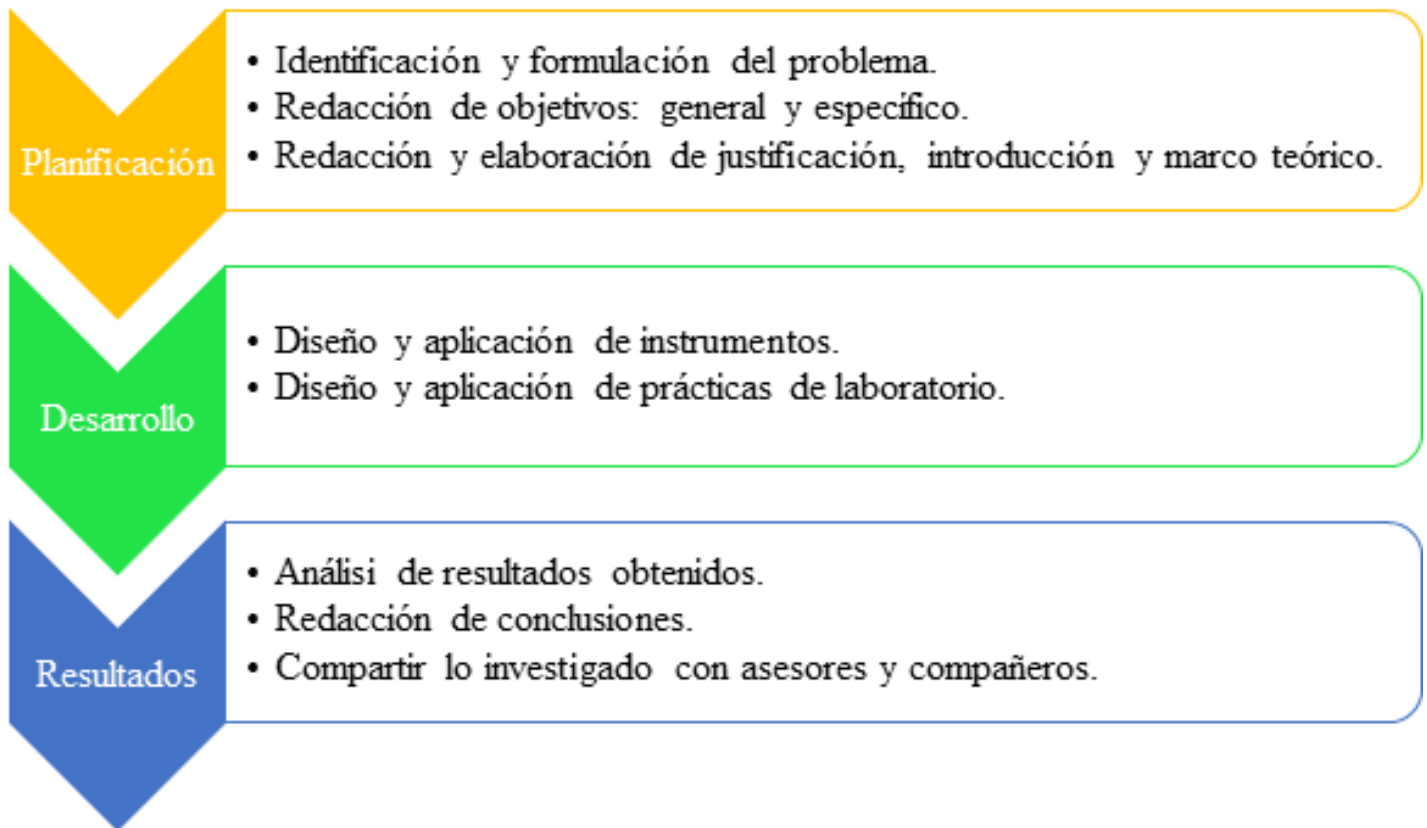 Planificación
• Identificación y formulación del problema.
• Redacción de objetivos: general y específico.
• Redacción y elaboración de justificación, introducción y marco teórico.
Desarrollo
• Diseño y aplicación de instrumentos.
• Diseño y aplicación de prácticas de laboratorio.
Resultados
• Análisi de resultados obtenidos.
• Redacción de conclusiones.
• Compartir lo investigado con asesores y compañeros.